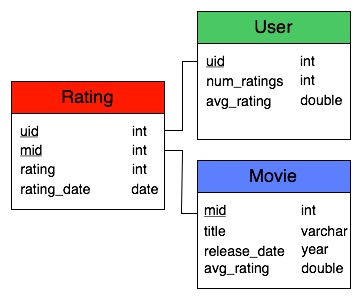 User
uid int
num_ratings int
avg_rating double
Rating
uid int
mid int
rating int
rating_date date
Movie
mid int
title varchar
release_date year
avg_rating double